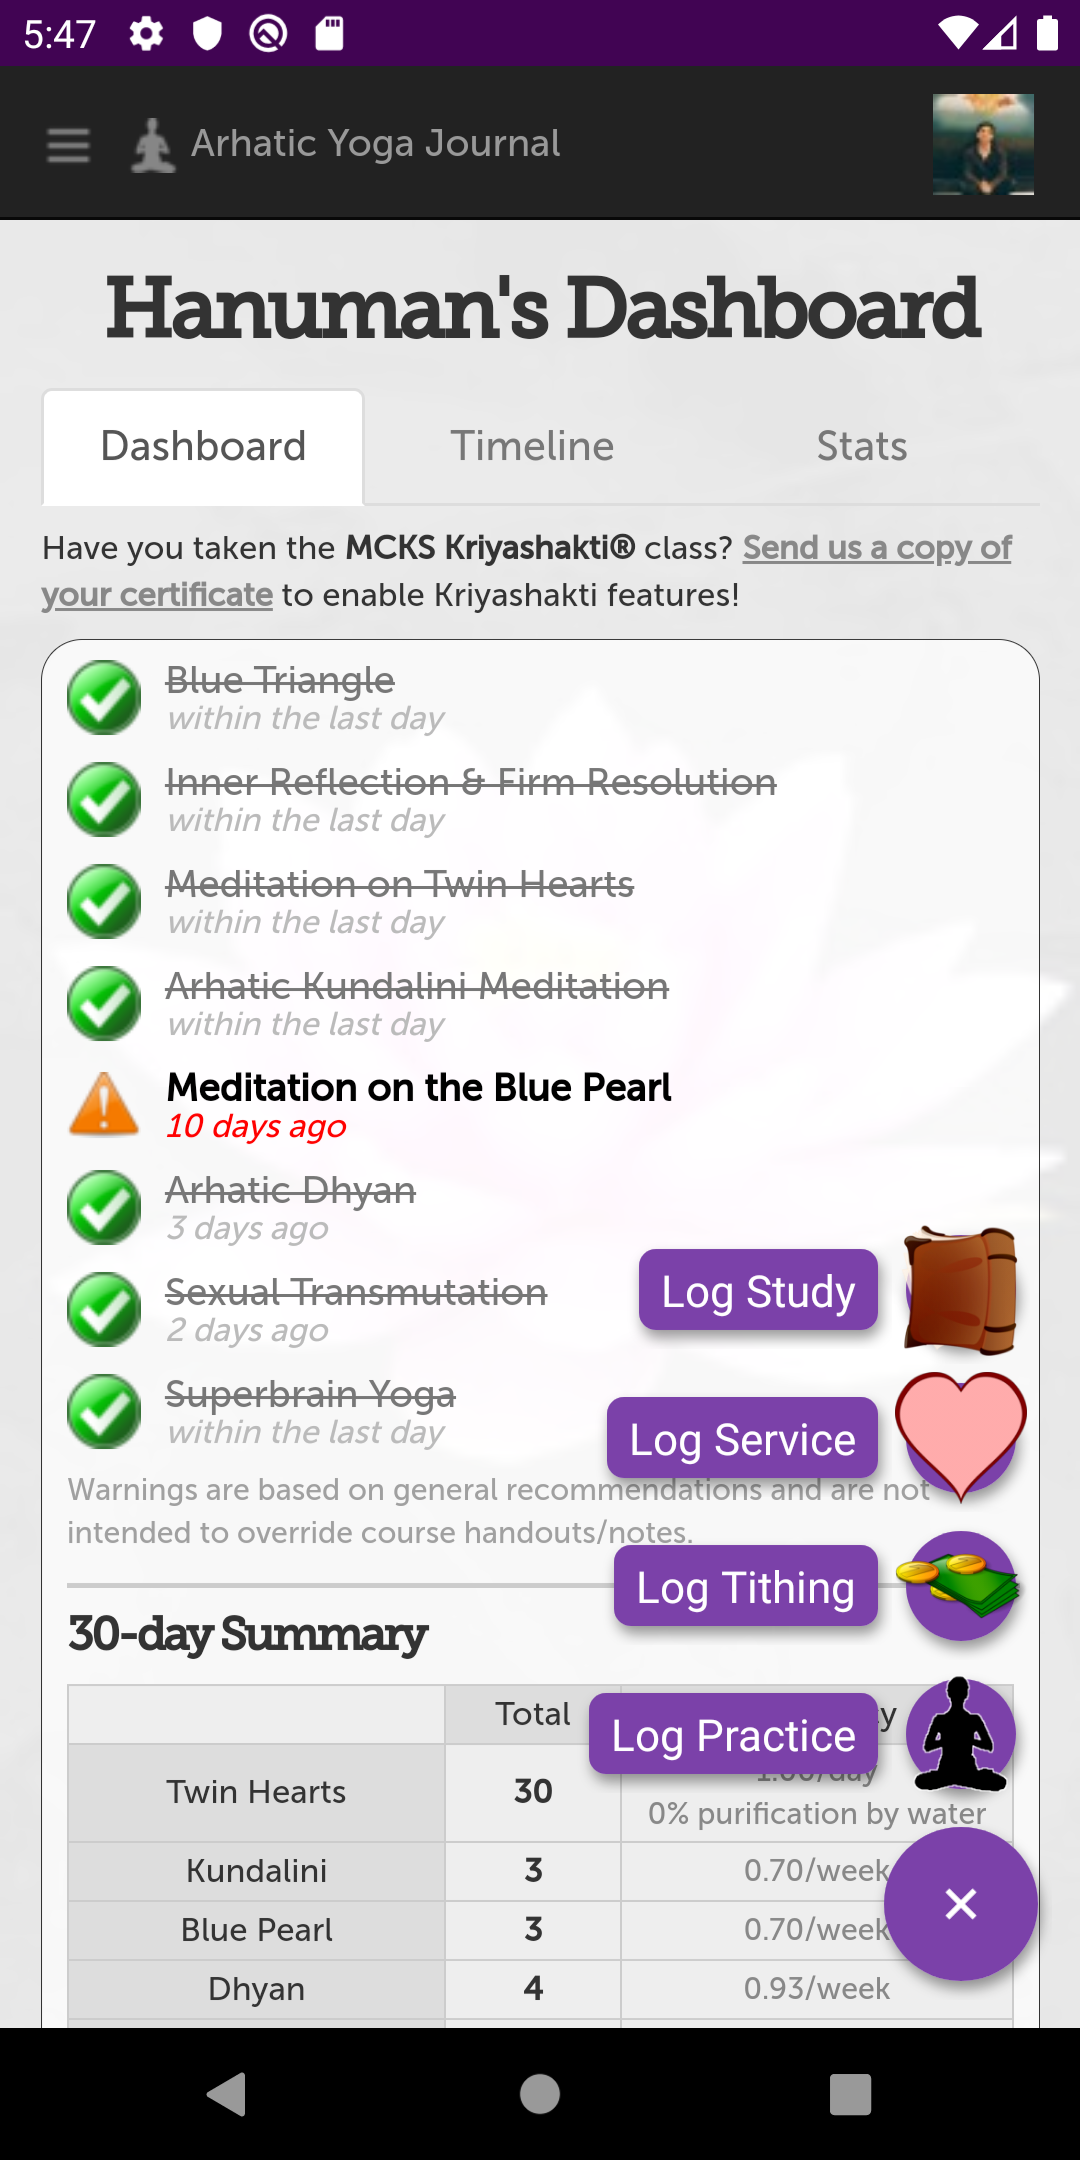 5:47
Arhatic Yoga Journal
Hanuman's Dashboard
Dashboard
Timeline
Stats
Have you taken the MCKS Kriyashakti® class? Send us a copy of
your certificate to enable Kriyashakti features!
Blue Triangle
within the last day
Inner Reflection & Firm Resolution
within the last day
Meditation on Twin Hearts
within the last day
Arhatic Kundalini Meditation
within the last day
Meditation on the Blue Pearl
10 days ago
Arhatic Dhyan
3 days ago
Log Study
Sexual Transmutation
2 days ago
Superbrain Yoga
within the last day
Log Service
Warnings are based on general recommendations and are not
intended to override course handouts/notes.
Log Tithing
30-day Summary
Total
Log Practice
Twin Hearts
30
1.00/day
0% purification by water
Kundalini
3
0.70/week
Blue Pearl
3
0.70/week
Dhyan
4
0.93/week